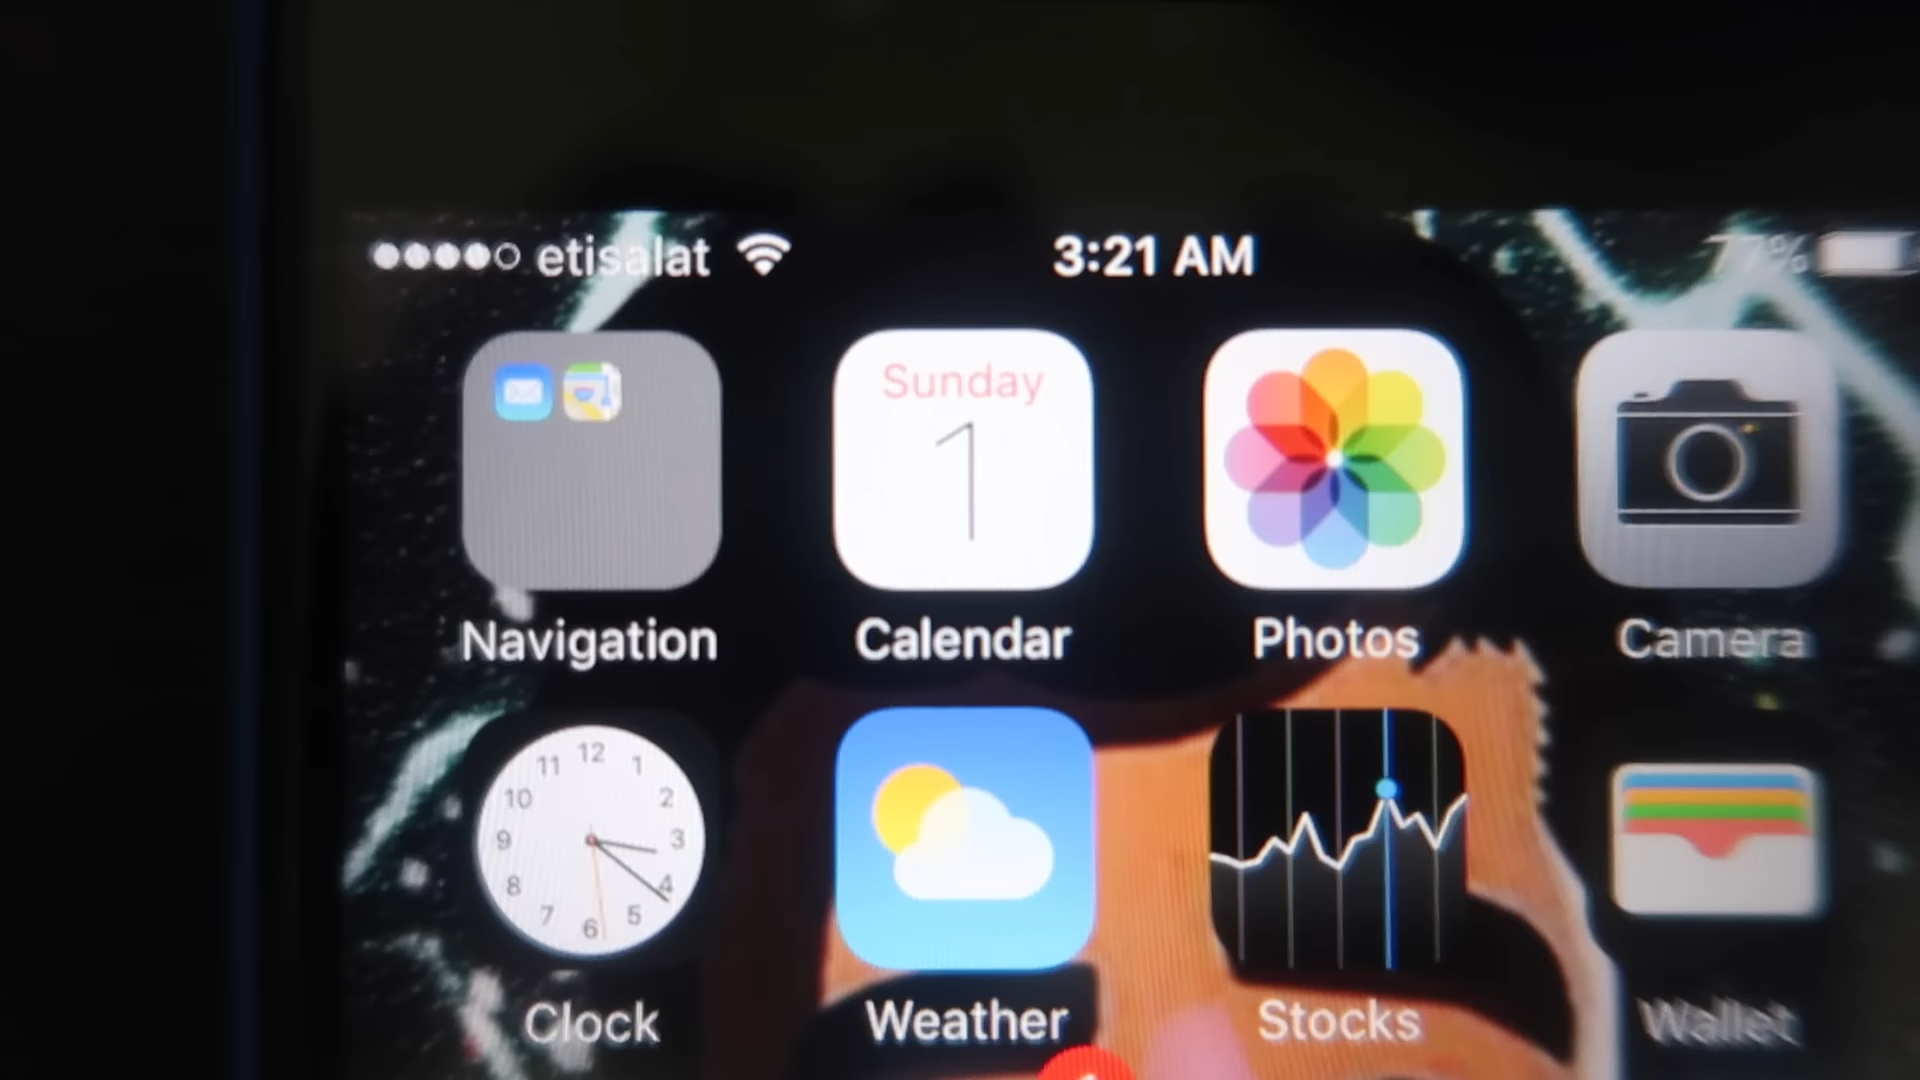 etisalat 3:21 AM 77%
Sunday
1
Navigation Calendar Photos Camera
12
11 1
10 2
9 3
8 4
7 5
6
Clock Weather Stocks Wallet